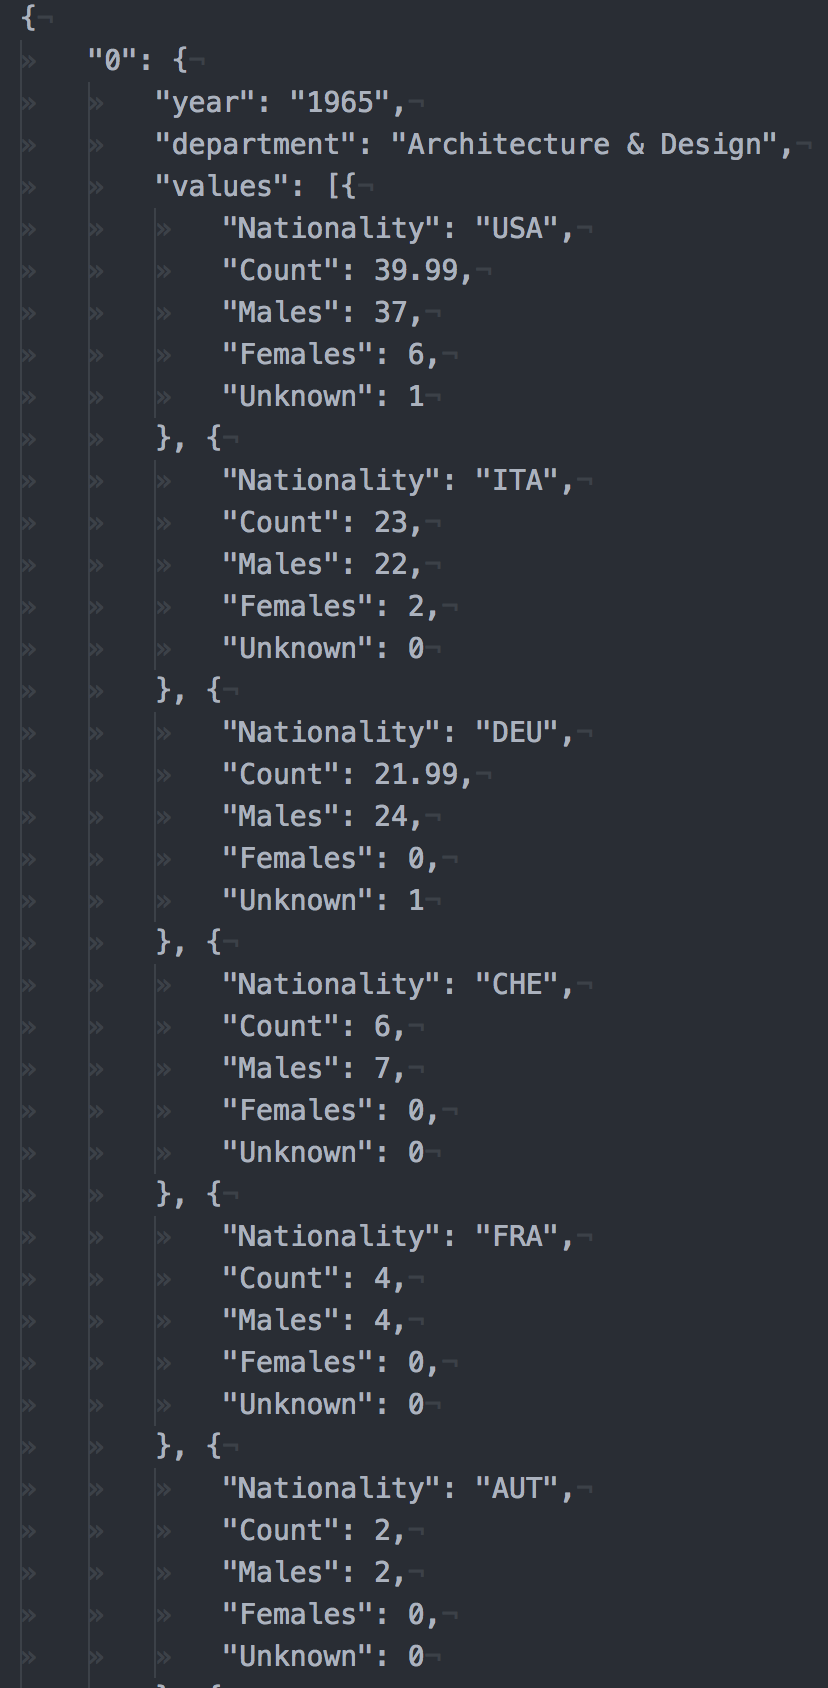 {
"0": {
"year": "1965",
"department": "Architecture & Design",
"values": [{
"Nationality": "USA",
"Count": 39.99,
"Males": 37,
"Females": 6,
"Unknown": 1
}, {
"Nationality": "ITA",
"Count": 23,
"Males": 22,
"Females": 2,
"Unknown": 0
}, {
"Nationality": "DEU",
"Count": 21.99,
"Males": 24,
"Females": 0,
"Unknown": 1
}, {
"Nationality": "CHE",
"Count": 6,
"Males": 7,
"Females": 0,
"Unknown": 0
}, {
"Nationality": "FRA",
"Count": 4,
"Males": 4,
"Females": 0,
"Unknown": 0
}, {
"Nationality": "AUT",
"Count": 2,
"Males": 2,
"Females": 0,
"Unknown": 0